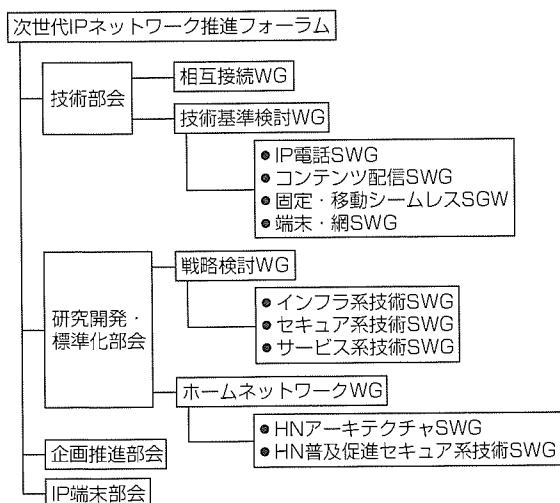 次世代IPネットワーク推進フォーラム
技術部会
相互接続WG
技術基準検討WG
● IP電話SWG
● コンテンツ配信SWG
● 固定・移動シームレスSGW
● 端末・網SWG
研究開発・
標準化部会
戦略検討WG
● インフラ系技術SWG
● セキュア系技術SWG
● サービス系技術SWG
ホームネットワークWG
● HNアーキテクチャSWG
● HN普及促進セキュア系技術SWG
企画推進部会
IP端末部会